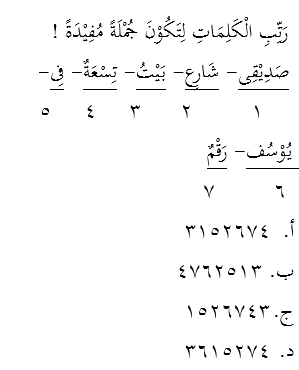 رَتِّبِ الْكَلِمَاتِ لِتَكُوْنَ جُمْلَةً مُفِيْدَةً !
صَدِيْقِى– شَارِعِ– بَيْتُ– تِسْعَةٌ– فِى–
١ ٢ ٣ ٤ ٥
يُوْسُف– رَقْمٌ
٦ ٧
أ. ٣١٥٢٦٧٤
ب. ٤٧٦٢٥١٣
ج. ١٥٢٦٧٤٣
د. ٣٦١٥٢٧٤